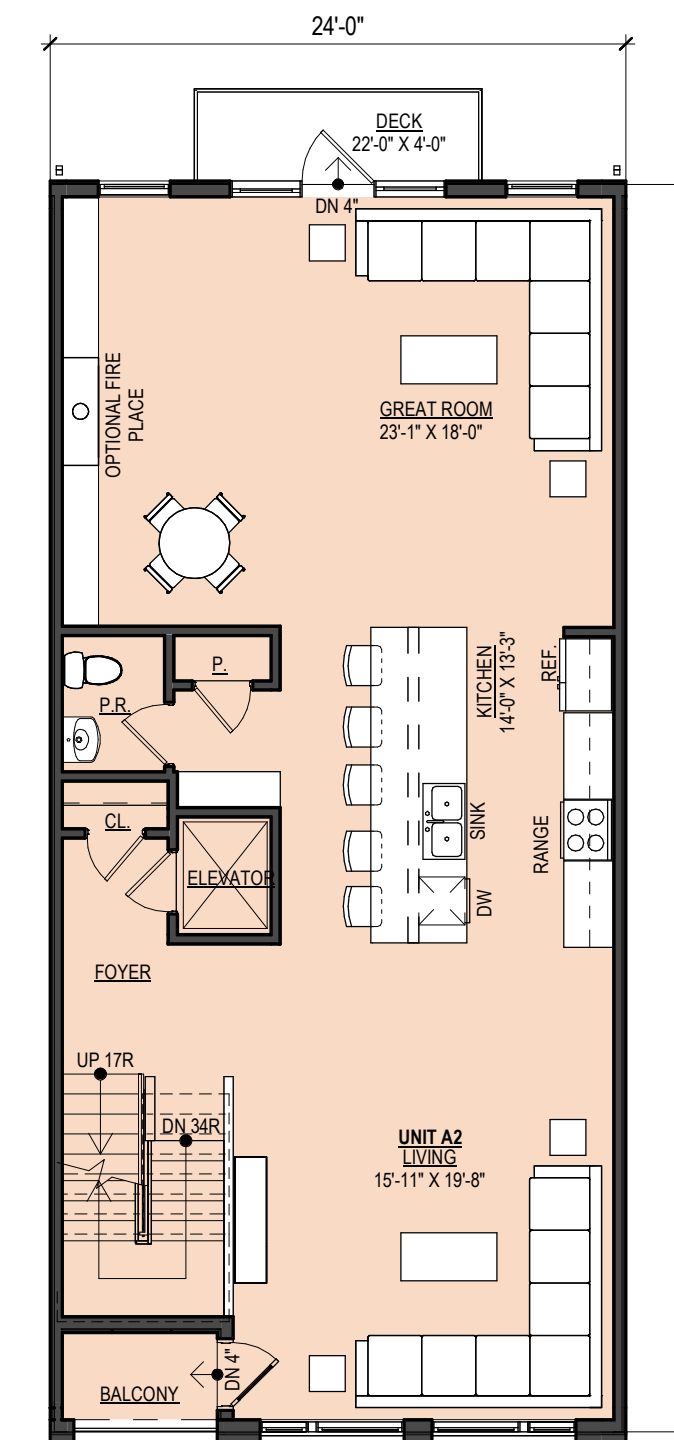 24'-0"
DECK
22'-0" X 4'-0"
DN 4"
OPTIONAL FIRE
PLACE
GREAT ROOM
23'-1" X 18'-0"
P.
P.R.
KITCHEN
14'-0" X 13'-3"
REF.
CL.
SINK
RANGE
ELEVATOR
DW
FOYER
UP 17R
DN 34R
UNIT A2
LIVING
15'-11" X 19'-8"
DN 4"
BALCONY